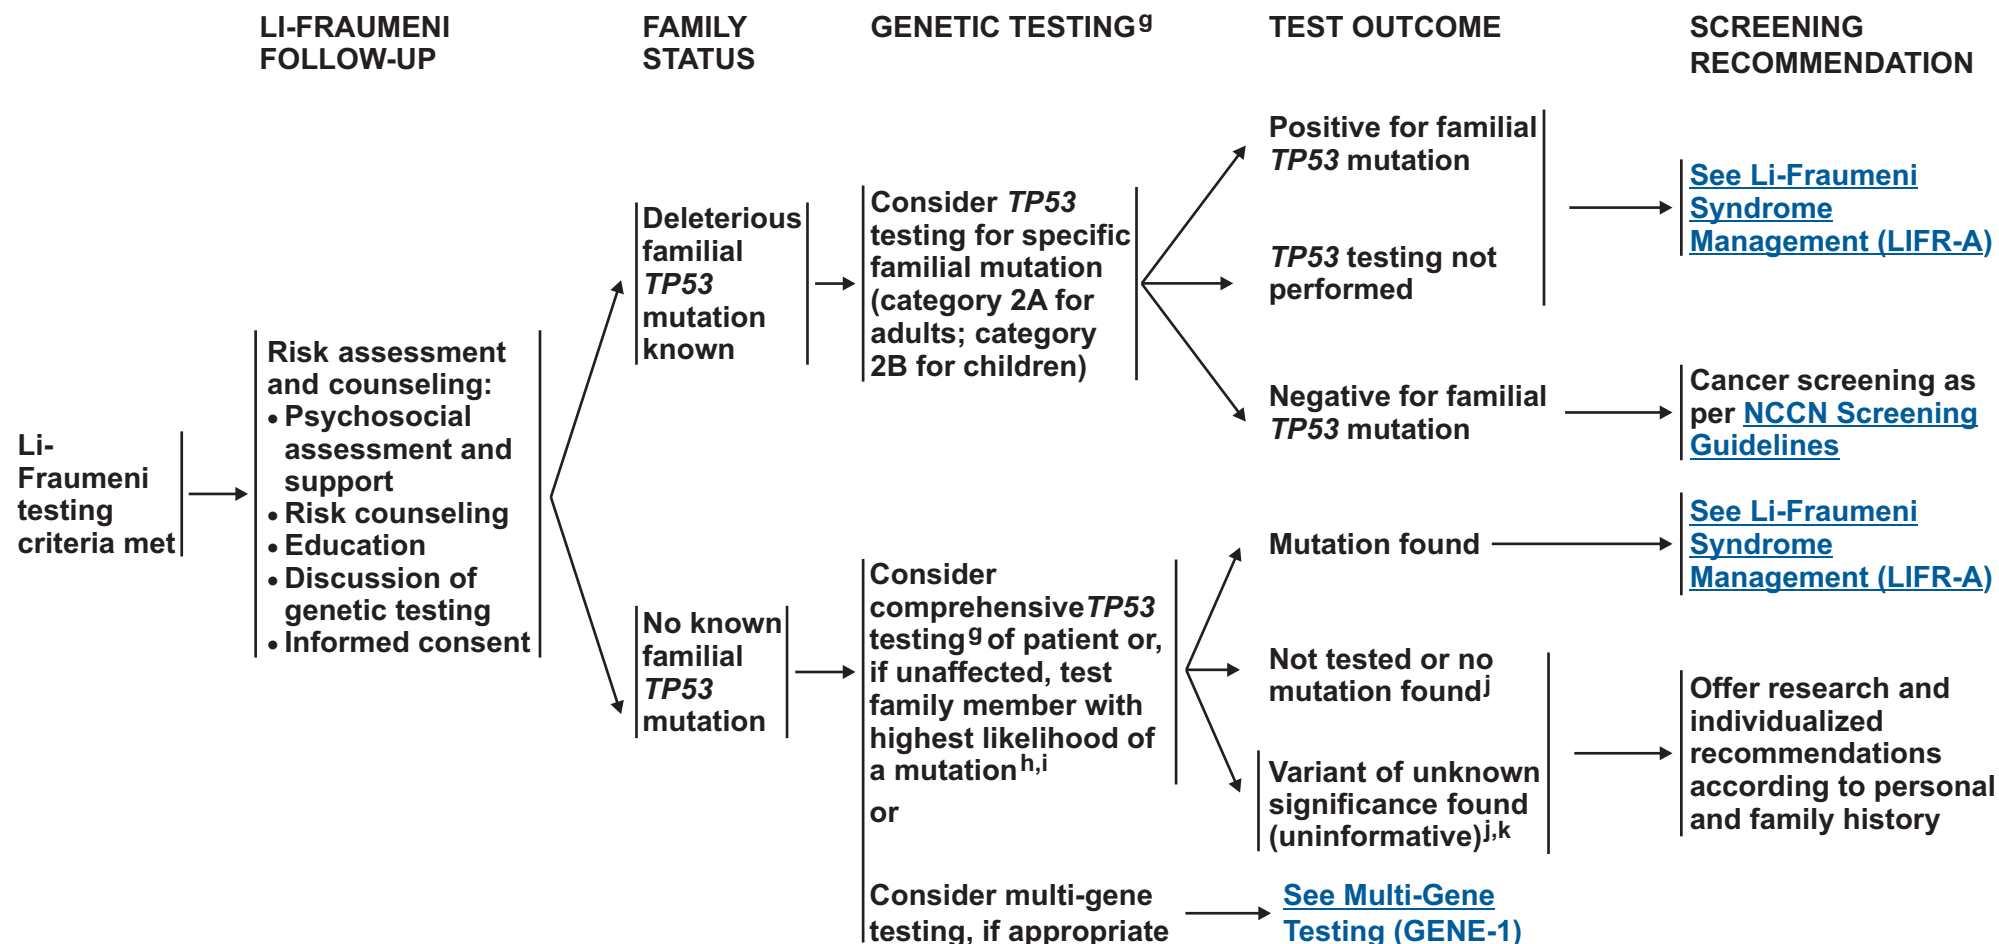 LI-FRAUMENI
FOLLOW-UP
FAMILY
STATUS
GENETIC TESTINGg
TEST OUTCOME
SCREENING
RECOMMENDATION
Li-
Fraumeni
testing
criteria met
Risk assessment
and counseling:
• Psychosocial
assessment and
support
• Risk counseling
• Education
• Discussion of
genetic testing
• Informed consent
Deleterious
familial
TP53
mutation
known
Consider TP53
testing for specific
familial mutation
(category 2A for
adults; category
2B for children)
Positive for familial
TP53 mutation
TP53 testing not
performed
See Li-Fraumeni
Syndrome
Management (LIFR-A)
Negative for familial
TP53 mutation
Cancer screening as
per NCCN Screening
Guidelines
No known
familial
TP53
mutation
Consider
comprehensive TP53
testingg of patient or,
if unaffected, test
family member with
highest likelihood of
a mutationh,i
or
Consider multi-gene
testing, if appropriate
Mutation found
See Li-Fraumeni
Syndrome
Management (LIFR-A)
Not tested or no
mutation foundj
Variant of unknown
significance found
(uninformative)j,k
Offer research and
individualized
recommendations
according to personal
and family history
See Multi-Gene
Testing (GENE-1)